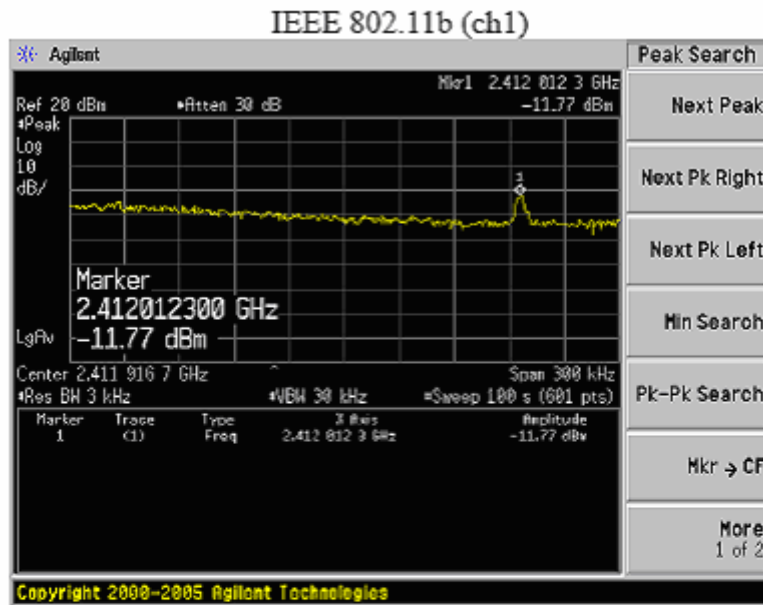 IEEE 802.11b (ch1)
Agilent
Peak Search
Mkr1 2.412 012 3 GHz
Ref 20 dBm #Atten 30 dB -11.77 dBm
Next Peak
#Peak
Log
10
dB/
1
Next Pk Right
Next Pk Left
Marker
2.412012300 GHz
-11.77 dBm
LgAv
Min Search
Center 2.411 916 7 GHz Span 300 kHz
#Res BW 3 kHz #VBW 30 kHz #Sweep 100 s (601 pts)
Pk-Pk Search
Marker Trace Type X Axis Amplitude
1 (1) Freq 2.412 012 3 GHz -11.77 dBm
Mkr → CF
More
1 of 2
Copyright 2000-2005 Agilent Technologies